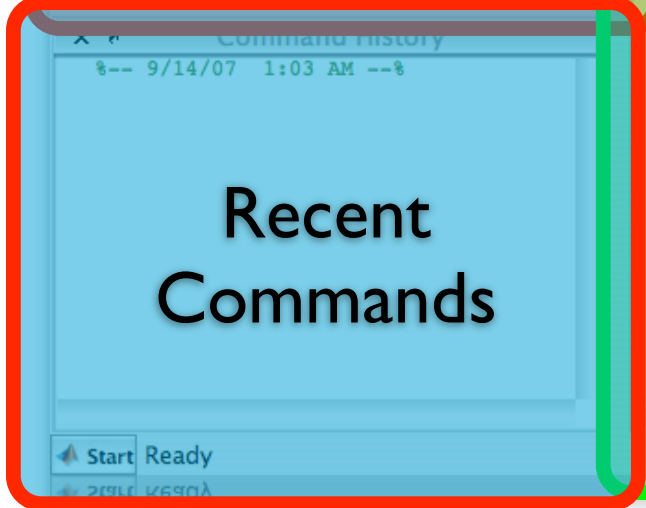 Command History
%-- 9/14/07 1:03 AM --%
Recent
Commands
Start Ready